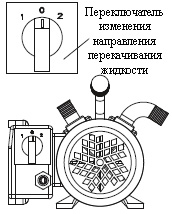 1 0 2
Переключатель
изменения
направления
перекачивания
жидкости